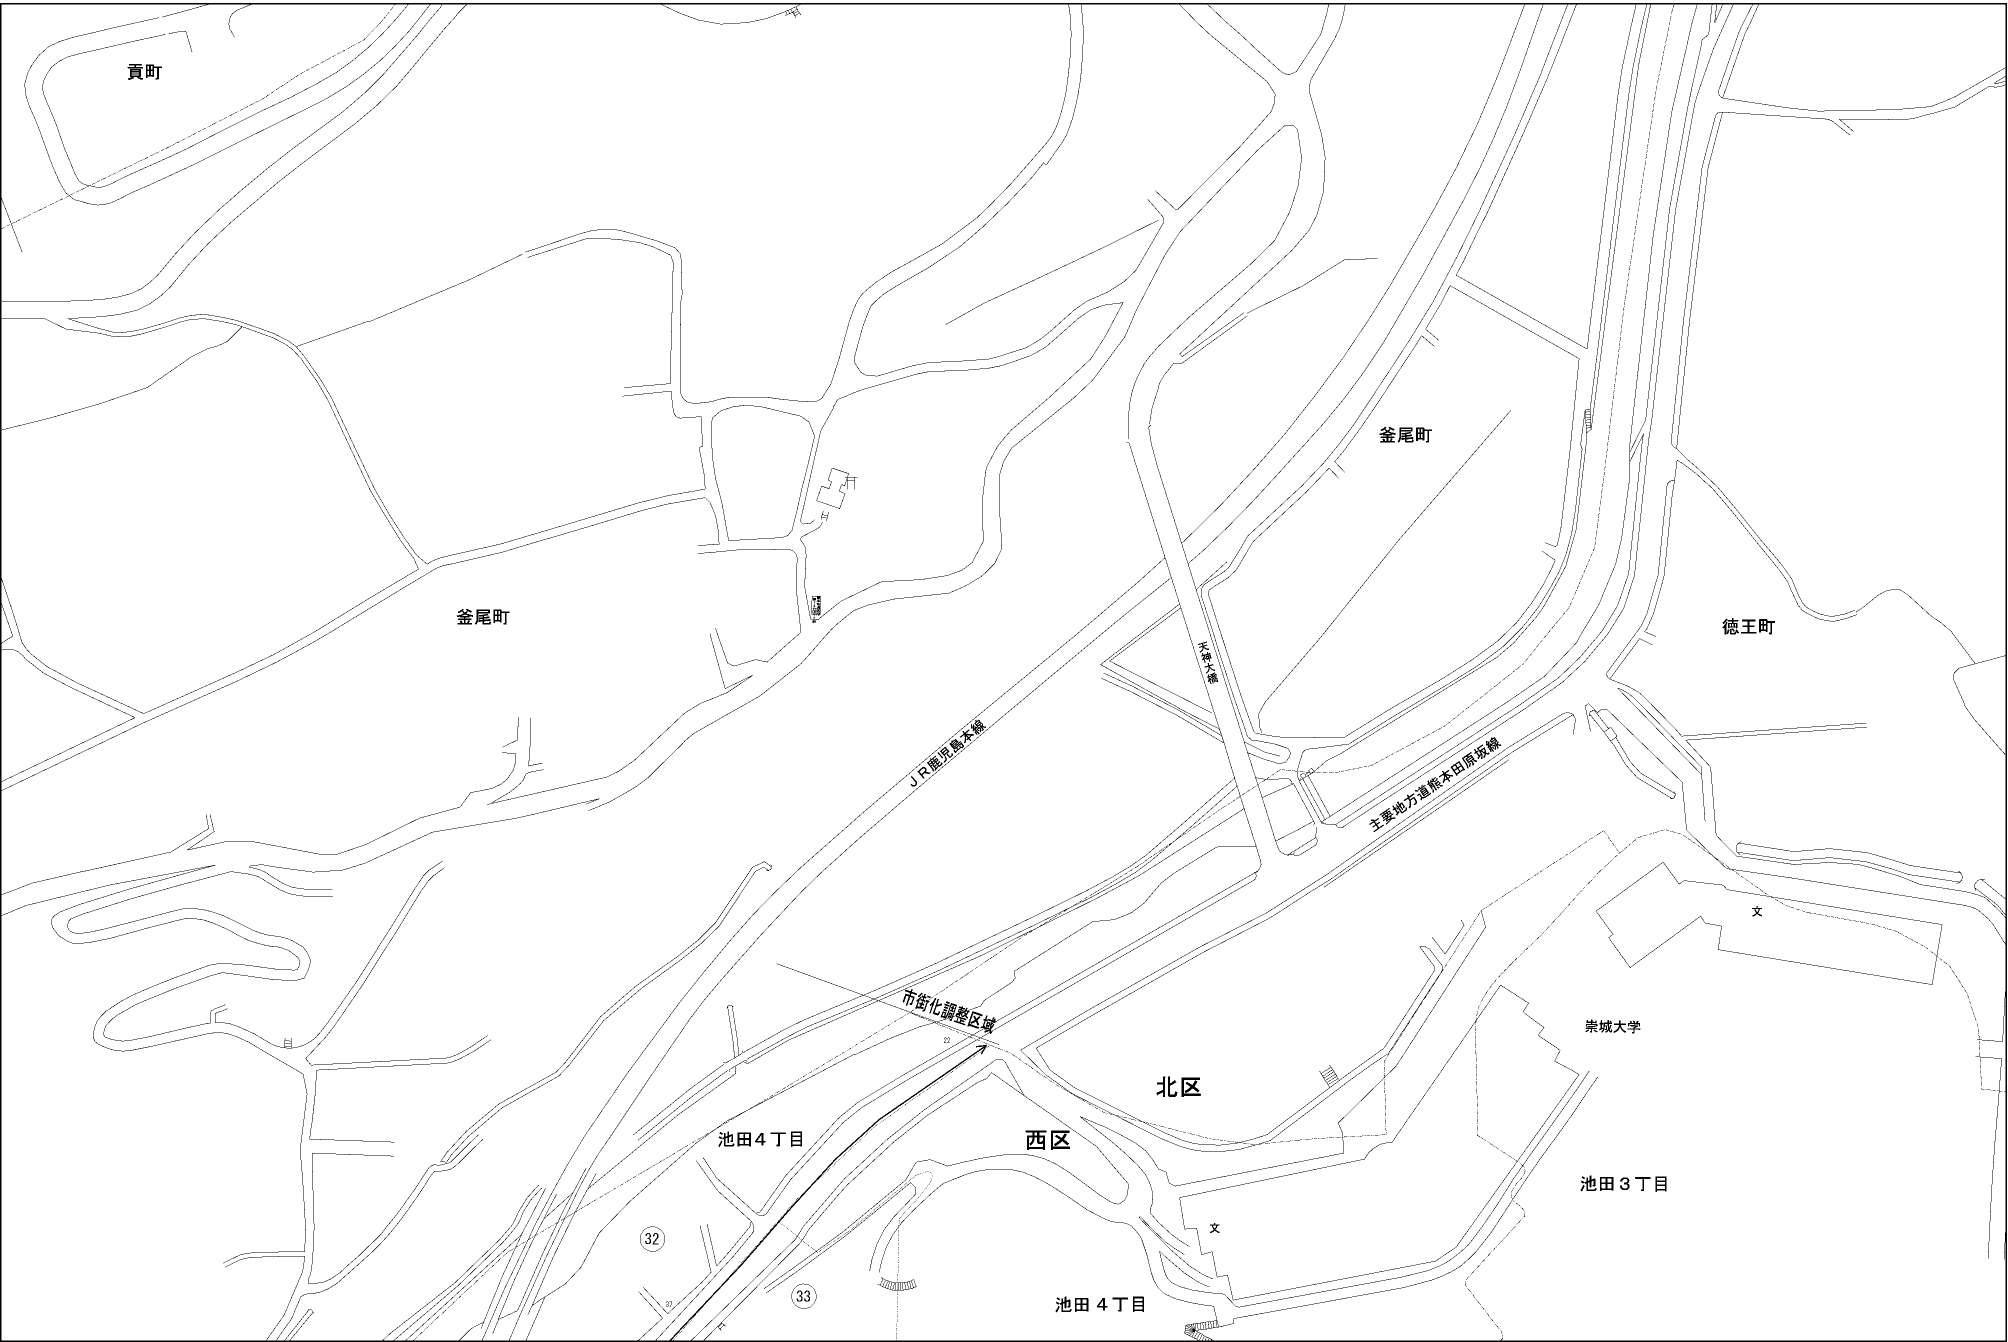 貢町
釜尾町
釜尾町
徳王町
天神大橋
ＪＲ鹿児島本線
主要地方道熊本田原坂線
文
市街化調整区域
崇城大学
22
北区
池田４丁目
西区
池田３丁目
32
文
33
37
池田４丁目